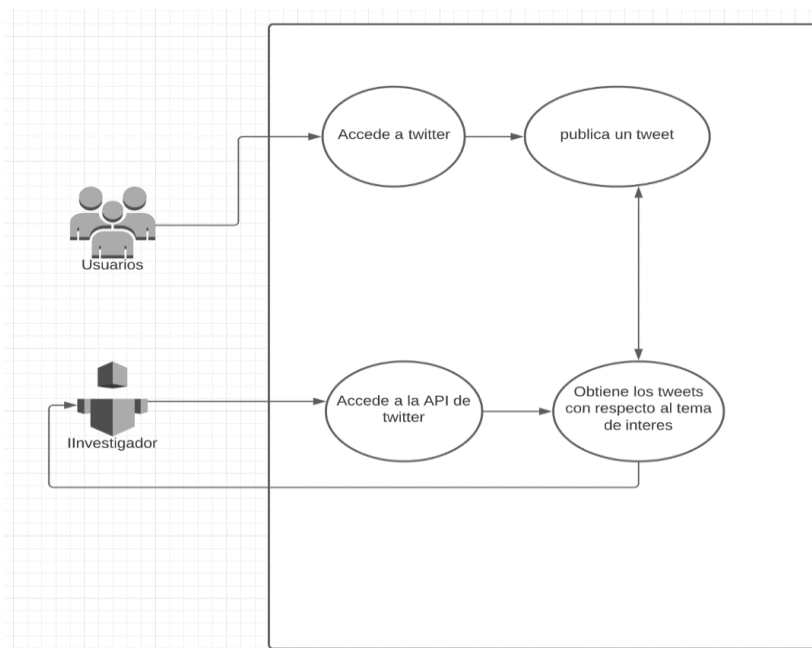 Accede a twitter
publica un tweet
Usuarios
Accede a la API de
twitter
Obtiene los tweets
con respecto al tema
de interes
IInvestigador